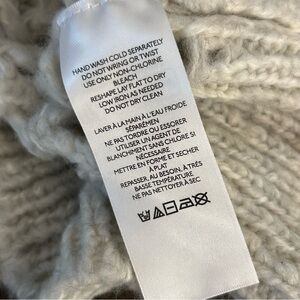 HAND WASH COLD SEPARATELY
DO NOT WRING OR TWIST
USE ONLY NON-CHLORINE
BLEACH
RESHAPE LAY FLAT TO DRY
LOW IRON AS NEEDED
DO NOT DRY CLEAN
LAVER À LA MAIN À L'EAU FROIDE
SÉPARÉMEN
NE PAS TORDRE OU ESSORER
UTILISER UN AGENT DE
BLANCHIMENT SANS CHLORE SI
NÉCESSAIRE
METTRE EN FORME ET SÉCHER
À PLAT
REPASSER, AU BESOIN, À TRÈS
BASSE TEMPÉRATURE
NE PAS NETTOYER À SEC